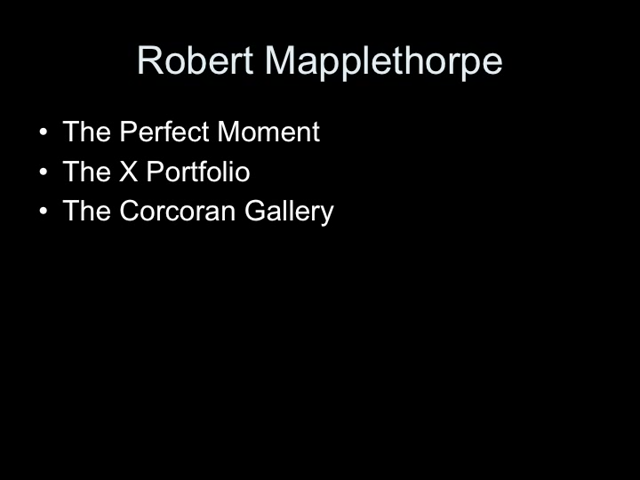 Robert Mapplethorpe
• The Perfect Moment
• The X Portfolio
• The Corcoran Gallery